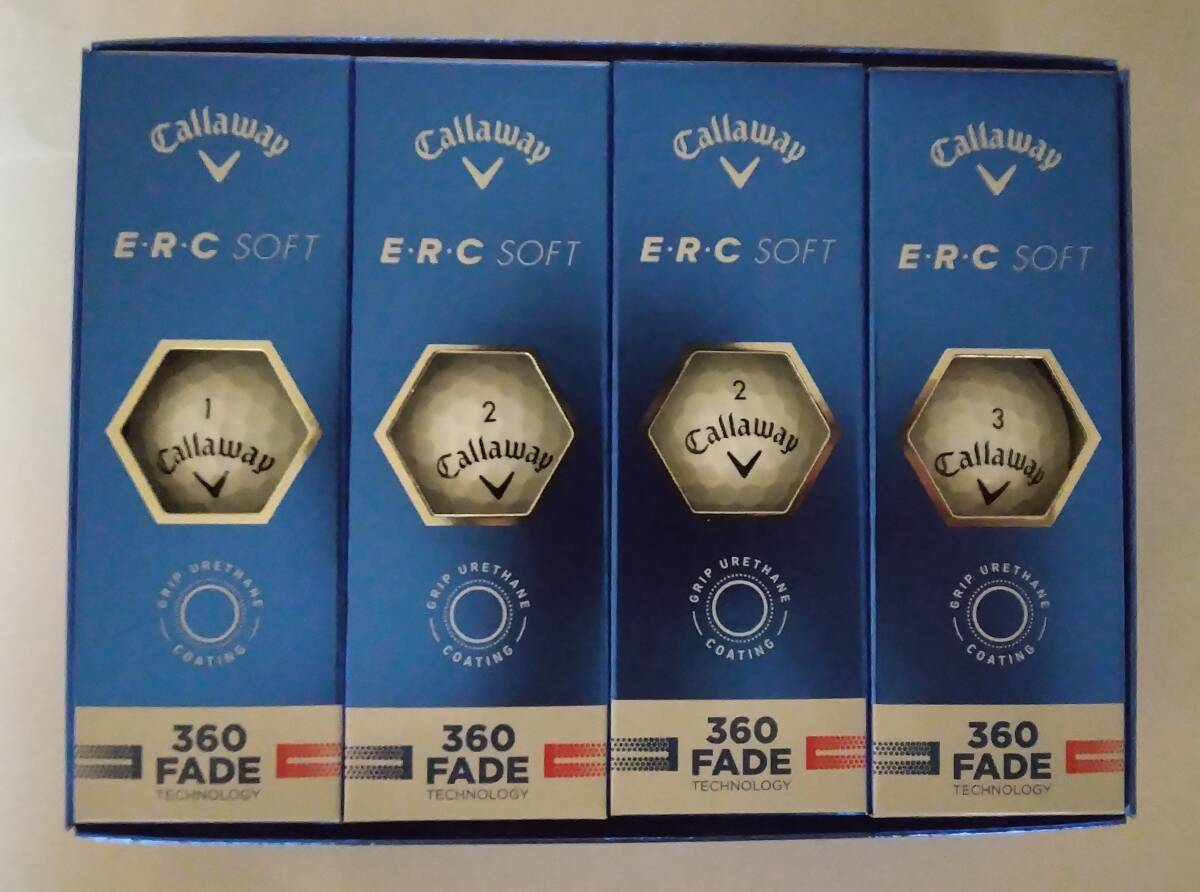 Callaway
E·R·C SOFT
1
Callaway
GRIP URETHANE
COATING
360
FADE
TECHNOLOGY
Callaway
E·R·C SOFT
2
Callaway
GRIP URETHANE
COATING
360
FADE
TECHNOLOGY
Callaway
E·R·C SOFT
2
Callaway
GRIP URETHANE
COATING
360
FADE
TECHNOLOGY
Callaway
E·R·C SOFT
3
Callaway
GRIP URETHANE
COATING
360
FADE
TECHNOLOGY